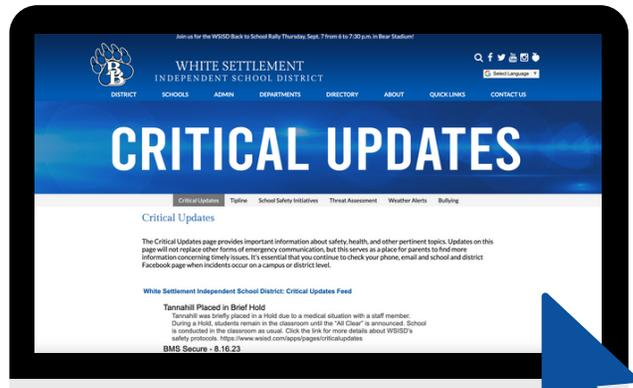 Join us for the WSISD Back to School Rally Thursday, Sept. 7 from 6 to 7:30 p.m. in Bear Stadium!
BB
WHITE SETTLEMENT
INDEPENDENT SCHOOL DISTRICT
Select Language
DISTRICT SCHOOLS ADMIN DEPARTMENTS DIRECTORY ABOUT QUICK LINKS CONTACT US
CRITICAL UPDATES
Critical Updates Tipline School Safety Initiatives Threat Assessment Weather Alerts Bullying
Critical Updates
The Critical Updates page provides important information about safety, health, and other pertinent topics. Updates on this
page will not replace other forms of emergency communication, but this serves as a place for parents to find more
information concerning timely issues. It's essential that you continue to check your phone, email and school and district
Facebook page when incidents occur on a campus or district level.
White Settlement Independent School District: Critical Updates Feed
Tannahill Placed in Brief Hold
Tannahill was briefly placed in a Hold due to a medical situation with a staff member.
During a Hold, students remain in the classroom until the "All Clear" is announced. School
is conducted in the classroom as usual. Click the link for more details about WSISD's
safety protocols. https://www.wsisd.com/apps/pages/criticalupdates
BMS Secure - 8.16.23